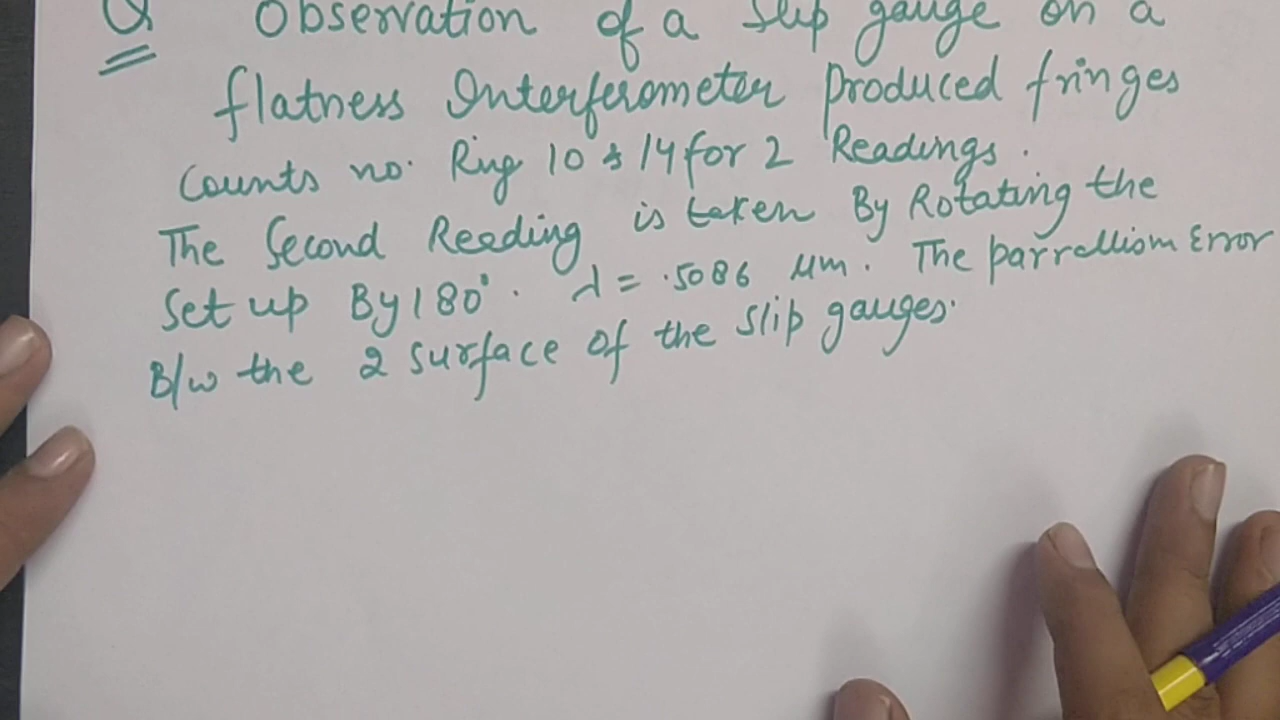 Q Observation of a Slip gauge on a
flatness Interferometer Produced fringes
Counts no. Ring 10 & 14 for 2 Readings.
The Second Reeding is taken By Rotating the
Set up By 180°. λ = .5086 μm. The parrallism Error
B/w the 2 surface of the slip gauges.